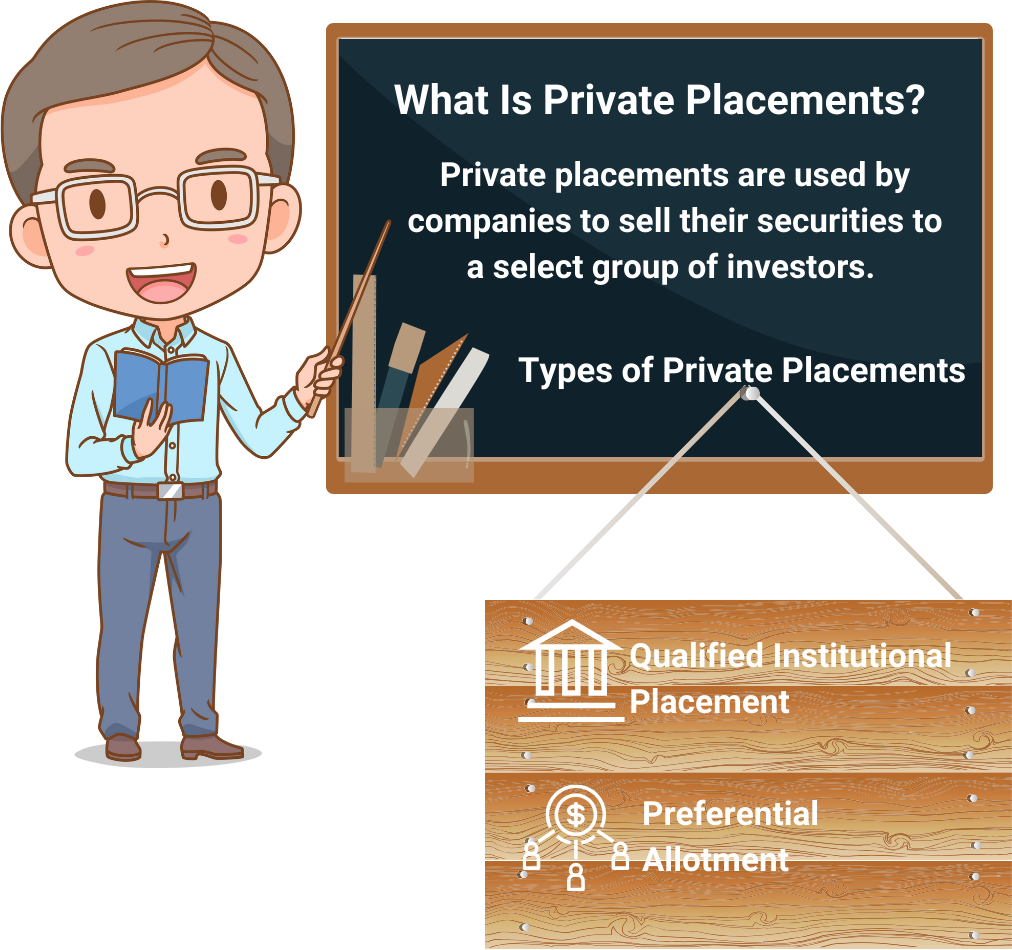 What Is Private Placements?
Private placements are used by
companies to sell their securities to
a select group of investors.
Types of Private Placements
Qualified Institutional
Placement
$
Preferential
Allotment